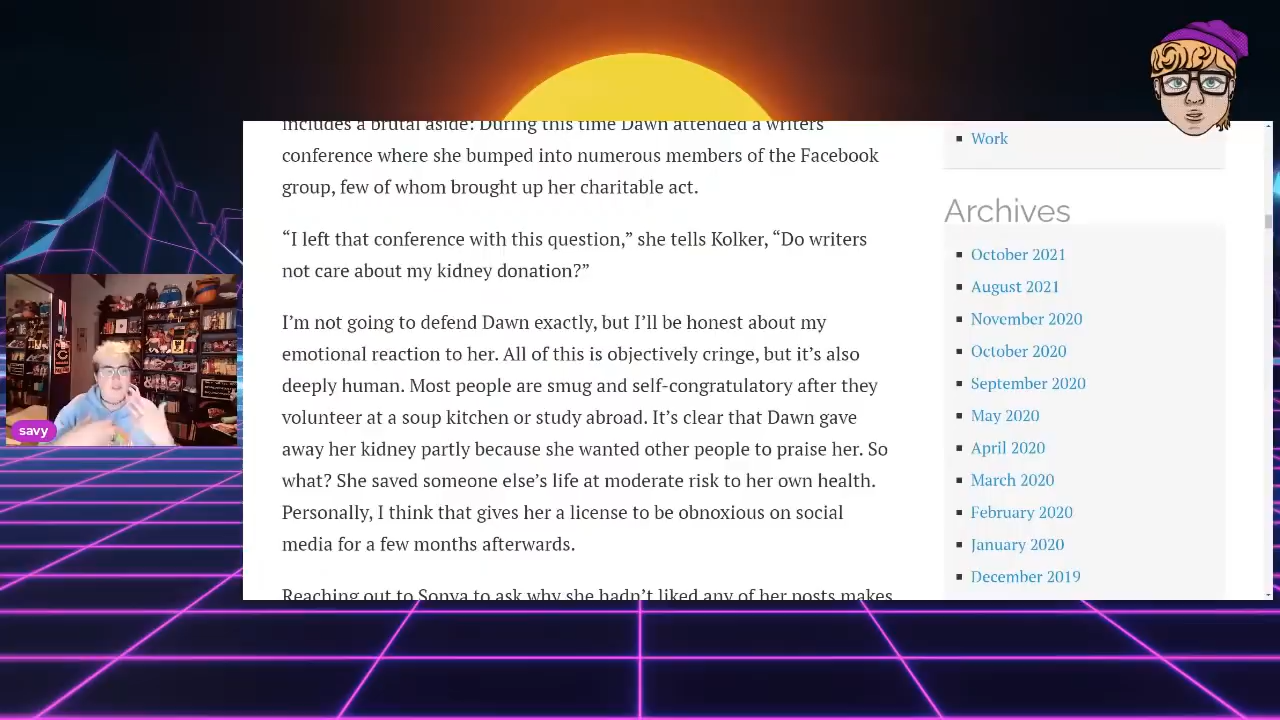 includes a brutal aside: During this time Dawn attended a writers
conference where she bumped into numerous members of the Facebook
group, few of whom brought up her charitable act.
“I left that conference with this question,” she tells Kolker, “Do writers
not care about my kidney donation?”
I’m not going to defend Dawn exactly, but I’ll be honest about my
emotional reaction to her. All of this is objectively cringe, but it’s also
deeply human. Most people are smug and self-congratulatory after they
volunteer at a soup kitchen or study abroad. It’s clear that Dawn gave
away her kidney partly because she wanted other people to praise her. So
what? She saved someone else’s life at moderate risk to her own health.
Personally, I think that gives her a license to be obnoxious on social
media for a few months afterwards.
Reaching out to Sonya to ask why she hadn’t liked any of her posts makes
Work
Archives
October 2021
August 2021
November 2020
October 2020
September 2020
May 2020
April 2020
March 2020
February 2020
January 2020
December 2019
savy